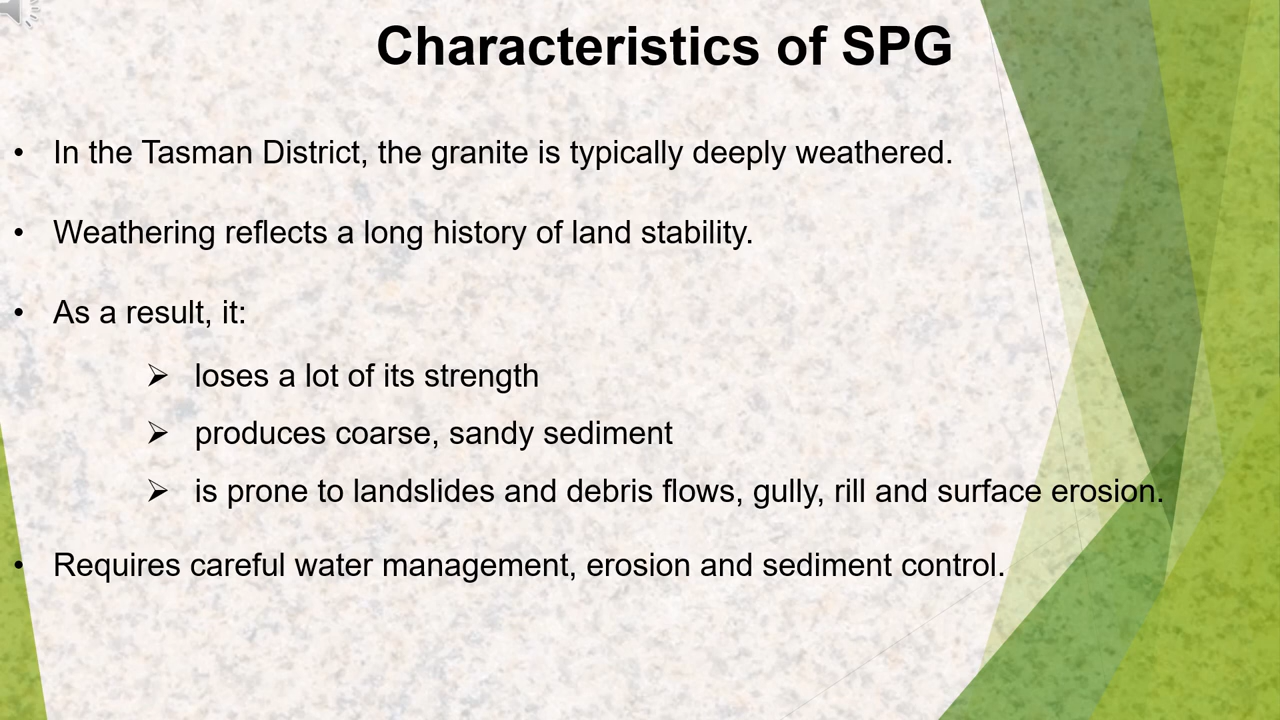 Characteristics of SPG
• In the Tasman District, the granite is typically deeply weathered.
• Weathering reflects a long history of land stability.
• As a result, it:
➢ loses a lot of its strength
➢ produces coarse, sandy sediment
➢ is prone to landslides and debris flows, gully, rill and surface erosion.
• Requires careful water management, erosion and sediment control.